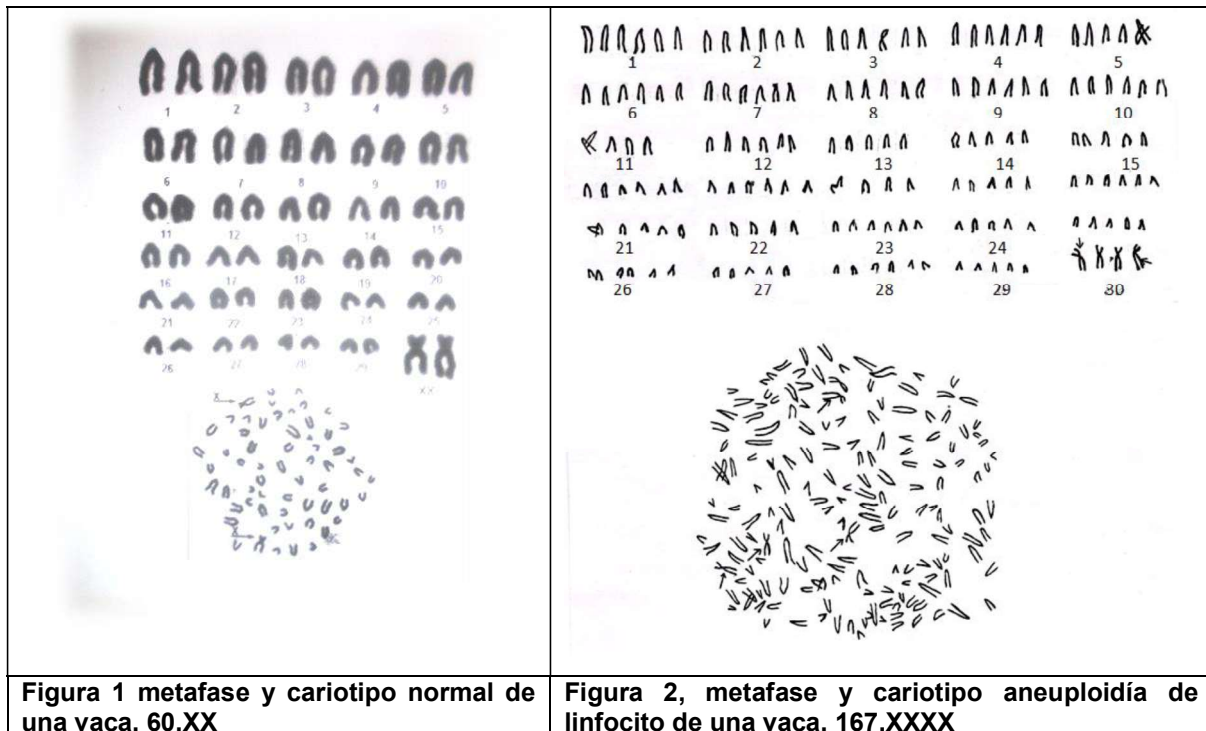 1 2 3 4 5
6 7 8 9 10
11 12 13 14 15
16 17 18 19 20
21 22 23 24 25
26 27 28 29 XX
X
X
Figura 1 metafase y cariotipo normal de
una vaca. 60,XX
1 2 3 4 5
6 7 8 9 10
11 12 13 14 15
21 22 23 24
26 27 28 29 30
Figura 2, metafase y cariotipo aneuploidía de
linfocito de una vaca. 167,XXXX